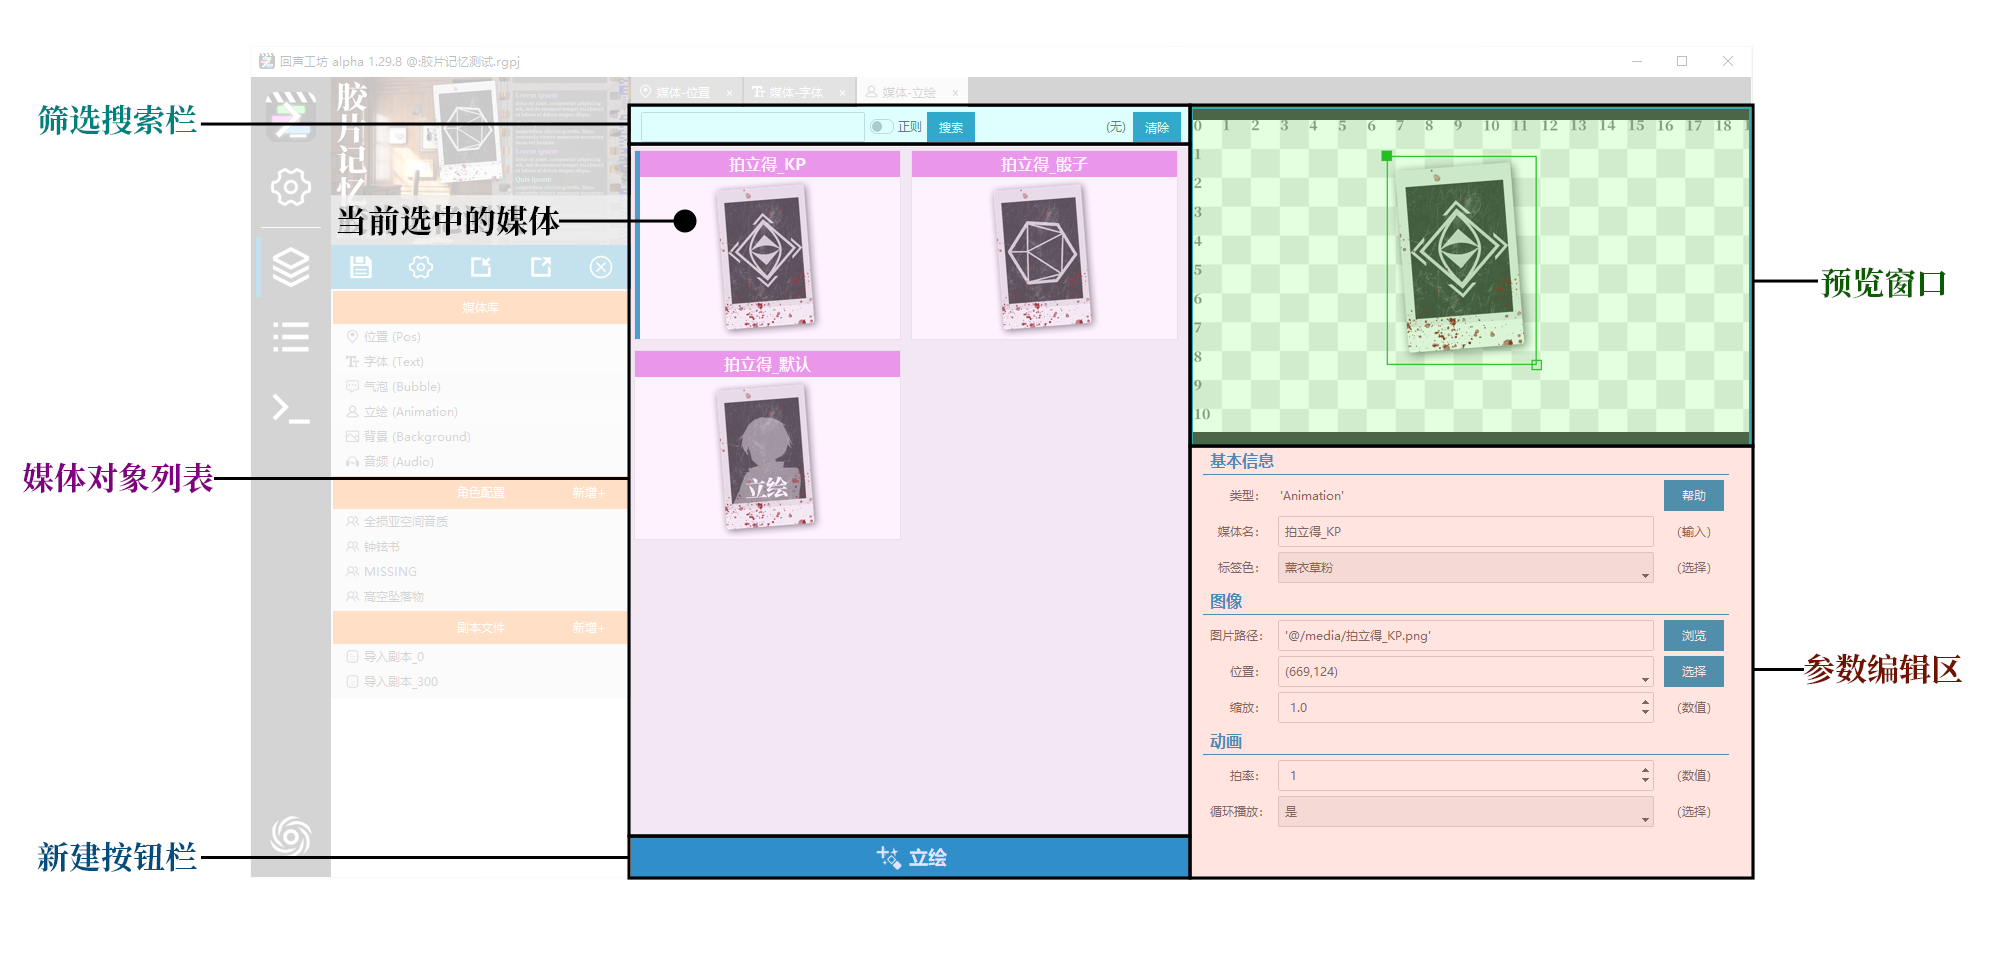 回声工坊 alpha 1.29.8 @:胶片记忆测试.rgpj
胶片记忆
媒体-位置 ×
媒体-字体 ×
媒体-立绘 ×
筛选搜索栏
正则
搜索
(无)
清除
当前选中的媒体
拍立得_KP
拍立得_骰子
拍立得_默认
立绘
0 1 2 3 4 5 6 7 8 9 10 11 12 13 14 15 16 17 18
1
2
3
4
5
6
7
8
9
10
预览窗口
媒体库
位置 (Pos)
字体 (Text)
气泡 (Bubble)
立绘 (Animation)
背景 (Background)
音频 (Audio)
媒体对象列表
角色配置 新增+
全损亚空间音质
钟铉书
MISSING
高空坠落物
副本文件 新增+
导入副本_0
导入副本_300
基本信息
类型: 'Animation' 帮助
媒体名: 拍立得_KP (输入)
标签色: 薰衣草粉 (选择)
图像
图片路径: '@/media/拍立得_KP.png' 浏览
位置: (669,124) 选择
缩放: 1.0 (数值)
动画
拍率: 1 (数值)
循环播放: 是 (选择)
参数编辑区
新建按钮栏
立绘